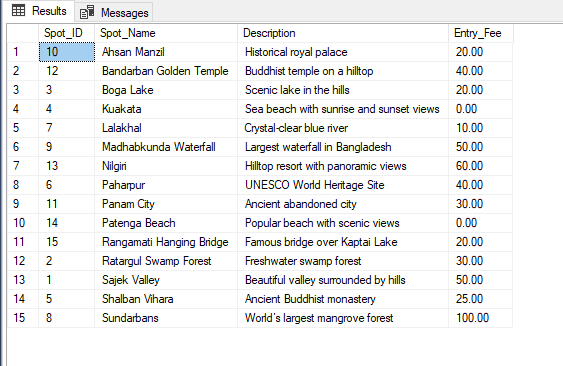 Results Messages
Spot_ID Spot_Name Description Entry_Fee
1 10 Ahsan Manzil Historical royal palace 20.00
2 12 Bandarban Golden Temple Buddhist temple on a hilltop 40.00
3 3 Boga Lake Scenic lake in the hills 20.00
4 4 Kuakata Sea beach with sunrise and sunset views 0.00
5 7 Lalakhal Crystal-clear blue river 10.00
6 9 Madhabkunda Waterfall Largest waterfall in Bangladesh 50.00
7 13 Nilgiri Hilltop resort with panoramic views 60.00
8 6 Paharpur UNESCO World Heritage Site 40.00
9 11 Panam City Ancient abandoned city 30.00
10 14 Patenga Beach Popular beach with scenic views 0.00
11 15 Rangamati Hanging Bridge Famous bridge over Kaptai Lake 20.00
12 2 Ratargul Swamp Forest Freshwater swamp forest 30.00
13 1 Sajek Valley Beautiful valley surrounded by hills 50.00
14 5 Shalban Vihara Ancient Buddhist monastery 25.00
15 8 Sundarbans World's largest mangrove forest 100.00